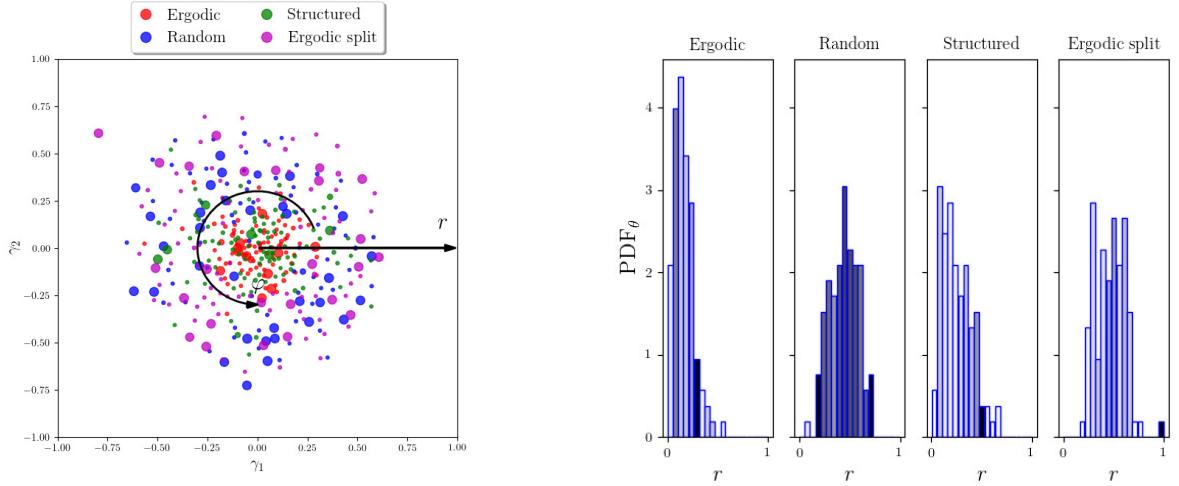 Ergodic
Structured
Random
Ergodic split
1.00
0.75
0.50
0.25
0.00
−0.25
−0.50
−0.75
−1.00
γ₂
r
φ
−1.00 −0.75 −0.50 −0.25 0.00 0.25 0.50 0.75 1.00
γ₁
Ergodic Random Structured Ergodic split
PDF_θ
4
3
2
1
0
0 1 0 1 0 1 0 1
r r r r